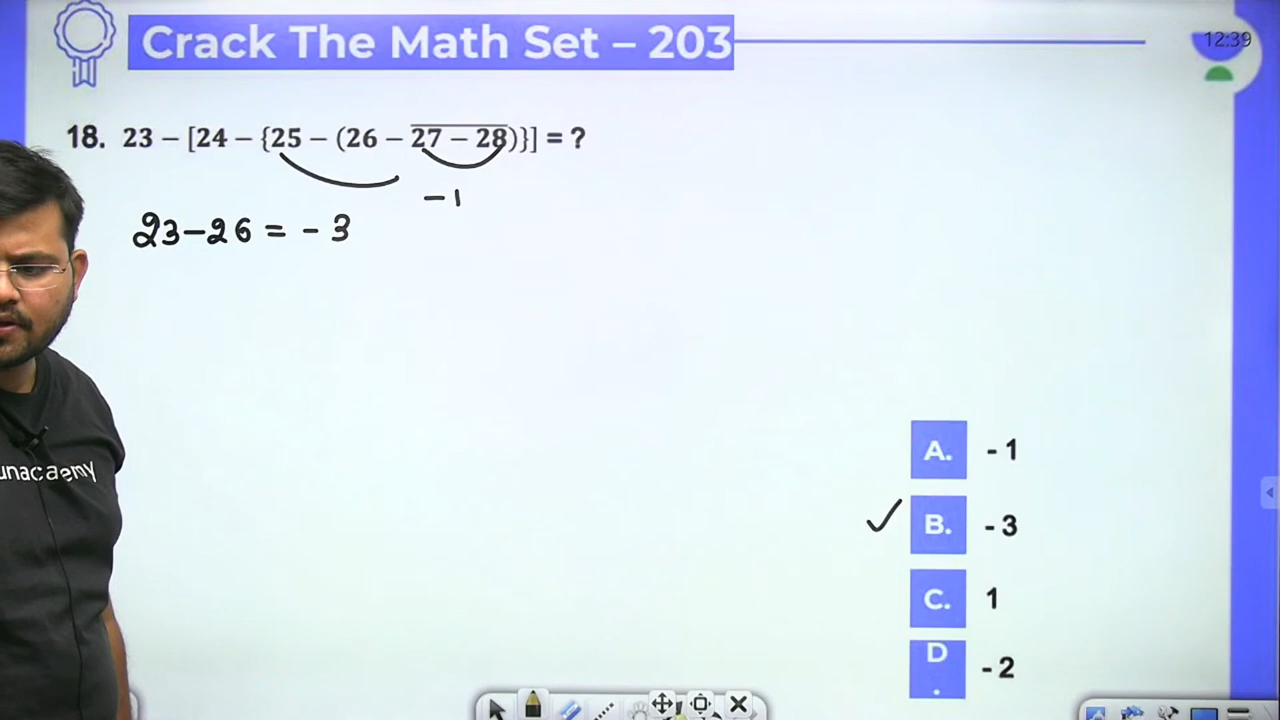 Crack The Math Set – 203
12:39
18. 23 – [24 – {25 – (26 – 27 – 28)}] = ?
– 1
23 – 26 = – 3
unacademy
A. - 1
B. - 3
C. 1
D. - 2